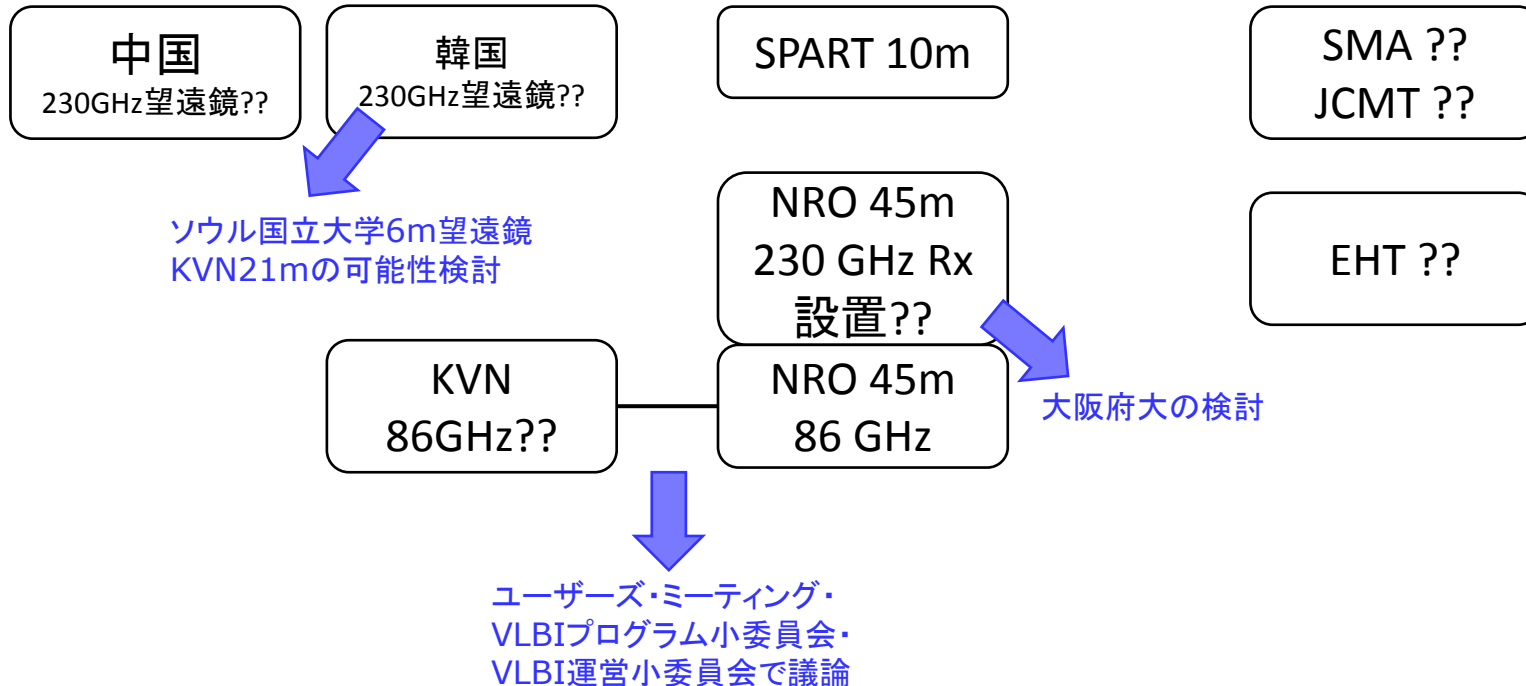 中国
230GHz望遠鏡??
韓国
230GHz望遠鏡??
SPART 10m
SMA ??
JCMT ??
ソウル国立大学6m望遠鏡
KVN21mの可能性検討
NRO 45m
230 GHz Rx
設置??
EHT ??
KVN
86GHz??
NRO 45m
86 GHz
大阪府大の検討
ユーザーズ・ミーティング・
VLBIプログラム小委員会・
VLBI運営小委員会で議論